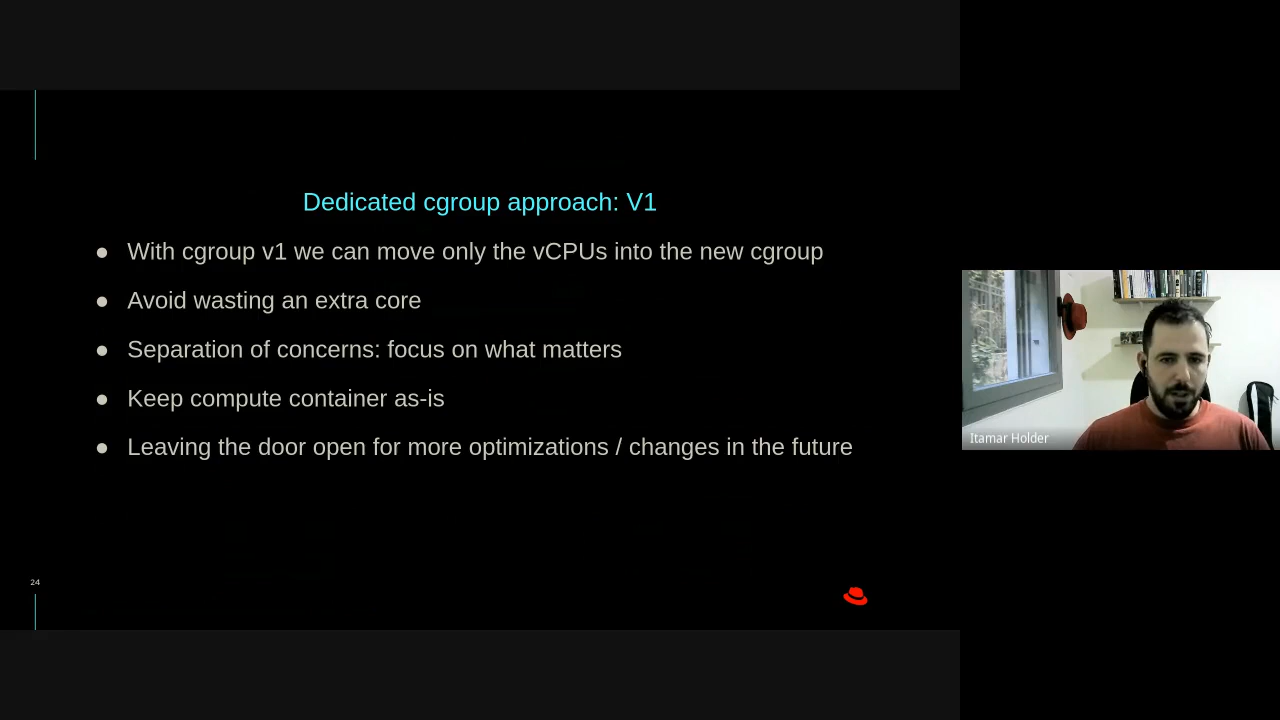 Dedicated cgroup approach: V1
● With cgroup v1 we can move only the vCPUs into the new cgroup
● Avoid wasting an extra core
● Separation of concerns: focus on what matters
● Keep compute container as-is
● Leaving the door open for more optimizations / changes in the future
24
Itamar Holder